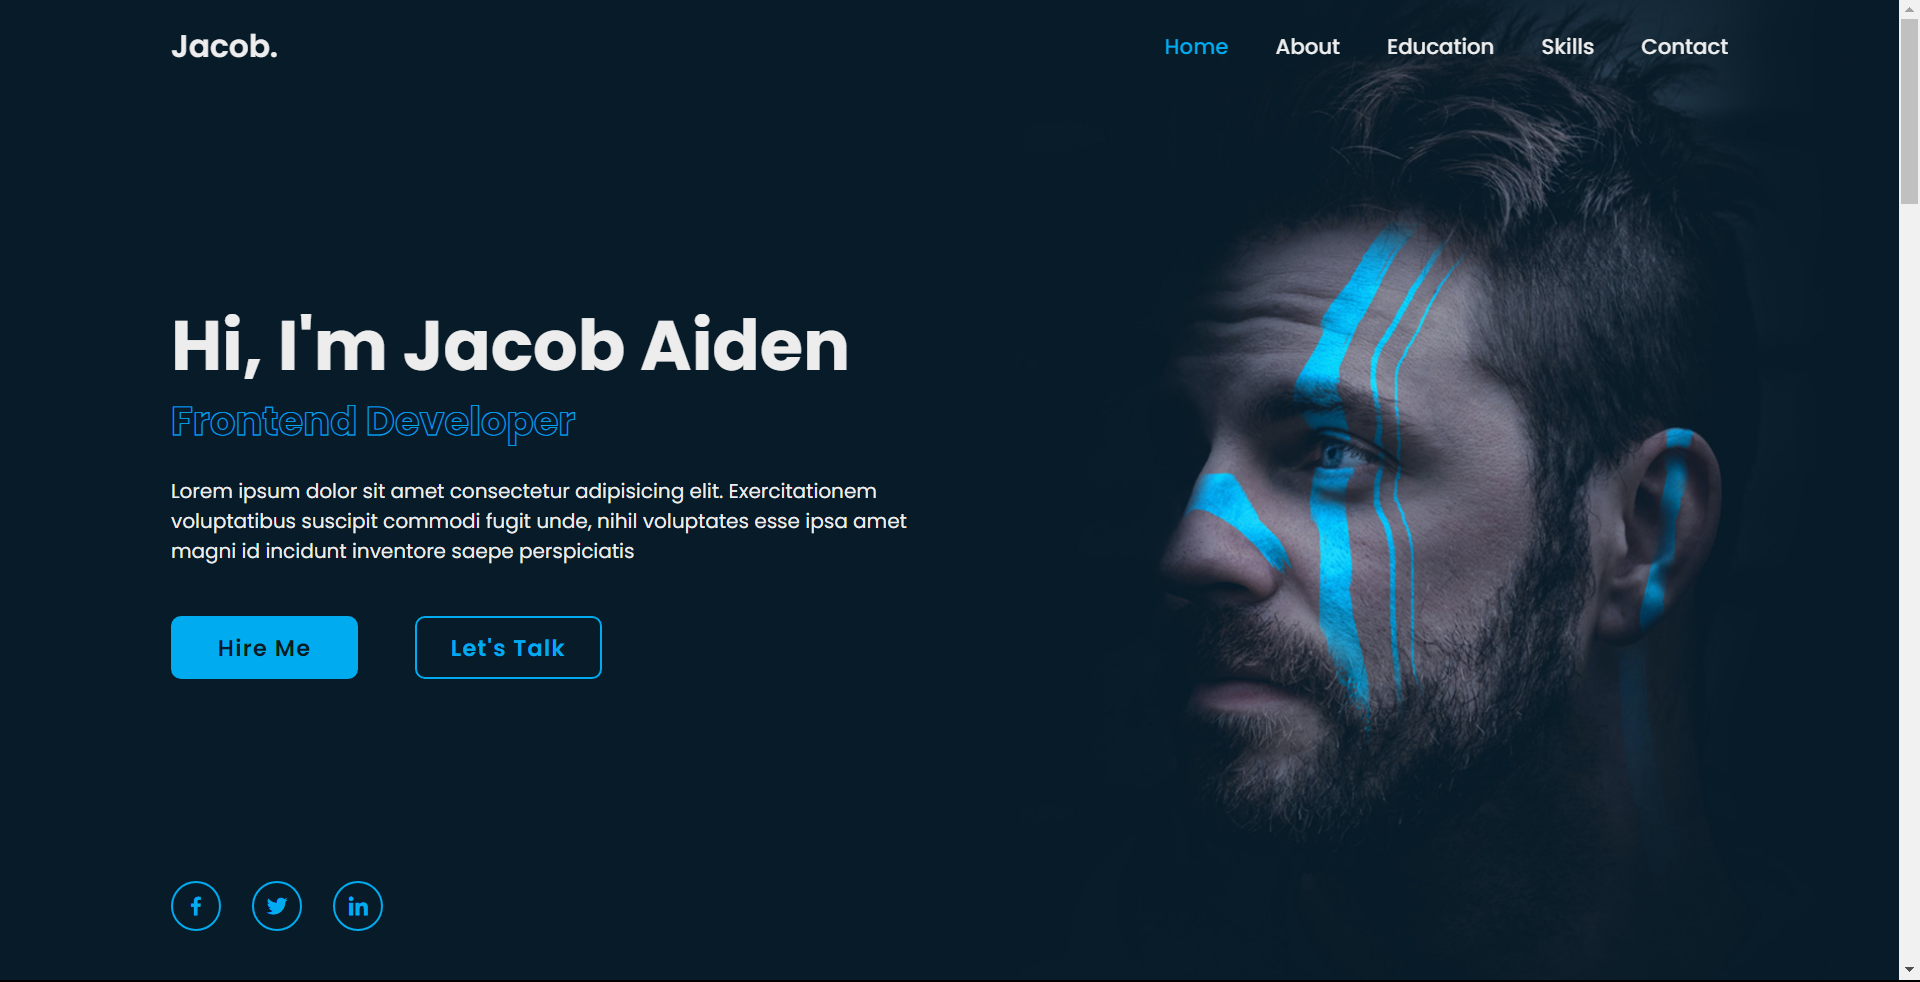 Jacob.
Home About Education Skills Contact
Hi, I'm Jacob Aiden
Frontend Developer
Lorem ipsum dolor sit amet consectetur adipisicing elit. Exercitationem
voluptatibus suscipit commodi fugit unde, nihil voluptates esse ipsa amet
magni id incidunt inventore saepe perspiciatis
Hire Me
Let's Talk